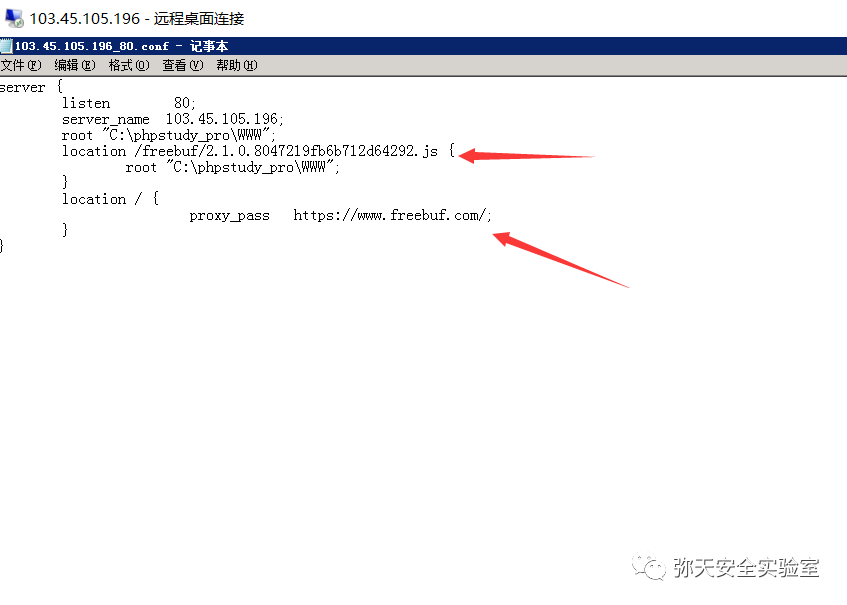 103.45.105.196 - 远程桌面连接
103.45.105.196_80.conf - 记事本
文件(F) 编辑(E) 格式(O) 查看(V) 帮助(H)
server {
listen 80;
server_name 103.45.105.196;
root "C:\phpstudy_pro\WWW";
location /freebuf/2.1.0.8047219fb6b712d64292.js {
root "C:\phpstudy_pro\WWW";
}
location / {
proxy_pass https://www.freebuf.com/;
}
}
弥天安全实验室